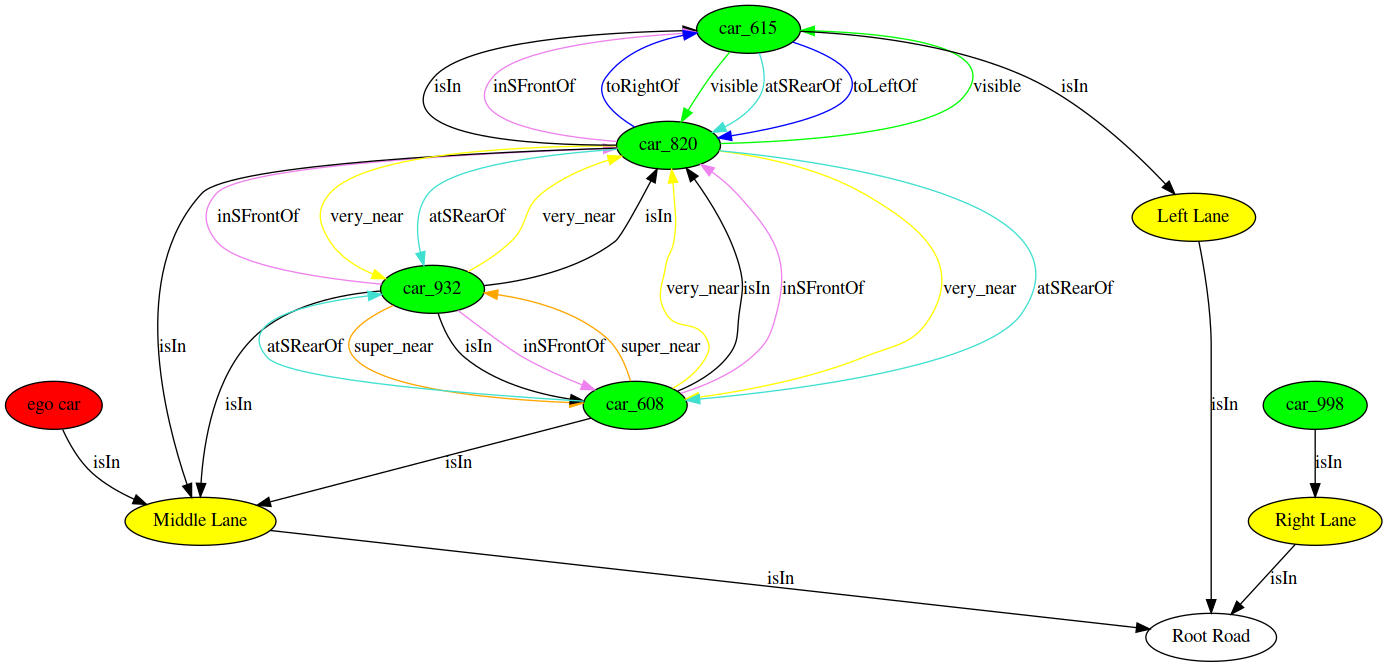 car_615
isIn
inSFrontOf
toRightOf
visible
atSRearOf
toLeftOf
visible
isIn
car_820
inSFrontOf
very_near
atSRearOf
very_near
isIn
Left Lane
car_932
very_near
isIn
inSFrontOf
very_near
atSRearOf
isIn
atSRearOf
super_near
isIn
inSFrontOf
super_near
ego car
isIn
car_608
isIn
car_998
isIn
isIn
isIn
Middle Lane
Right Lane
isIn
isIn
Root Road